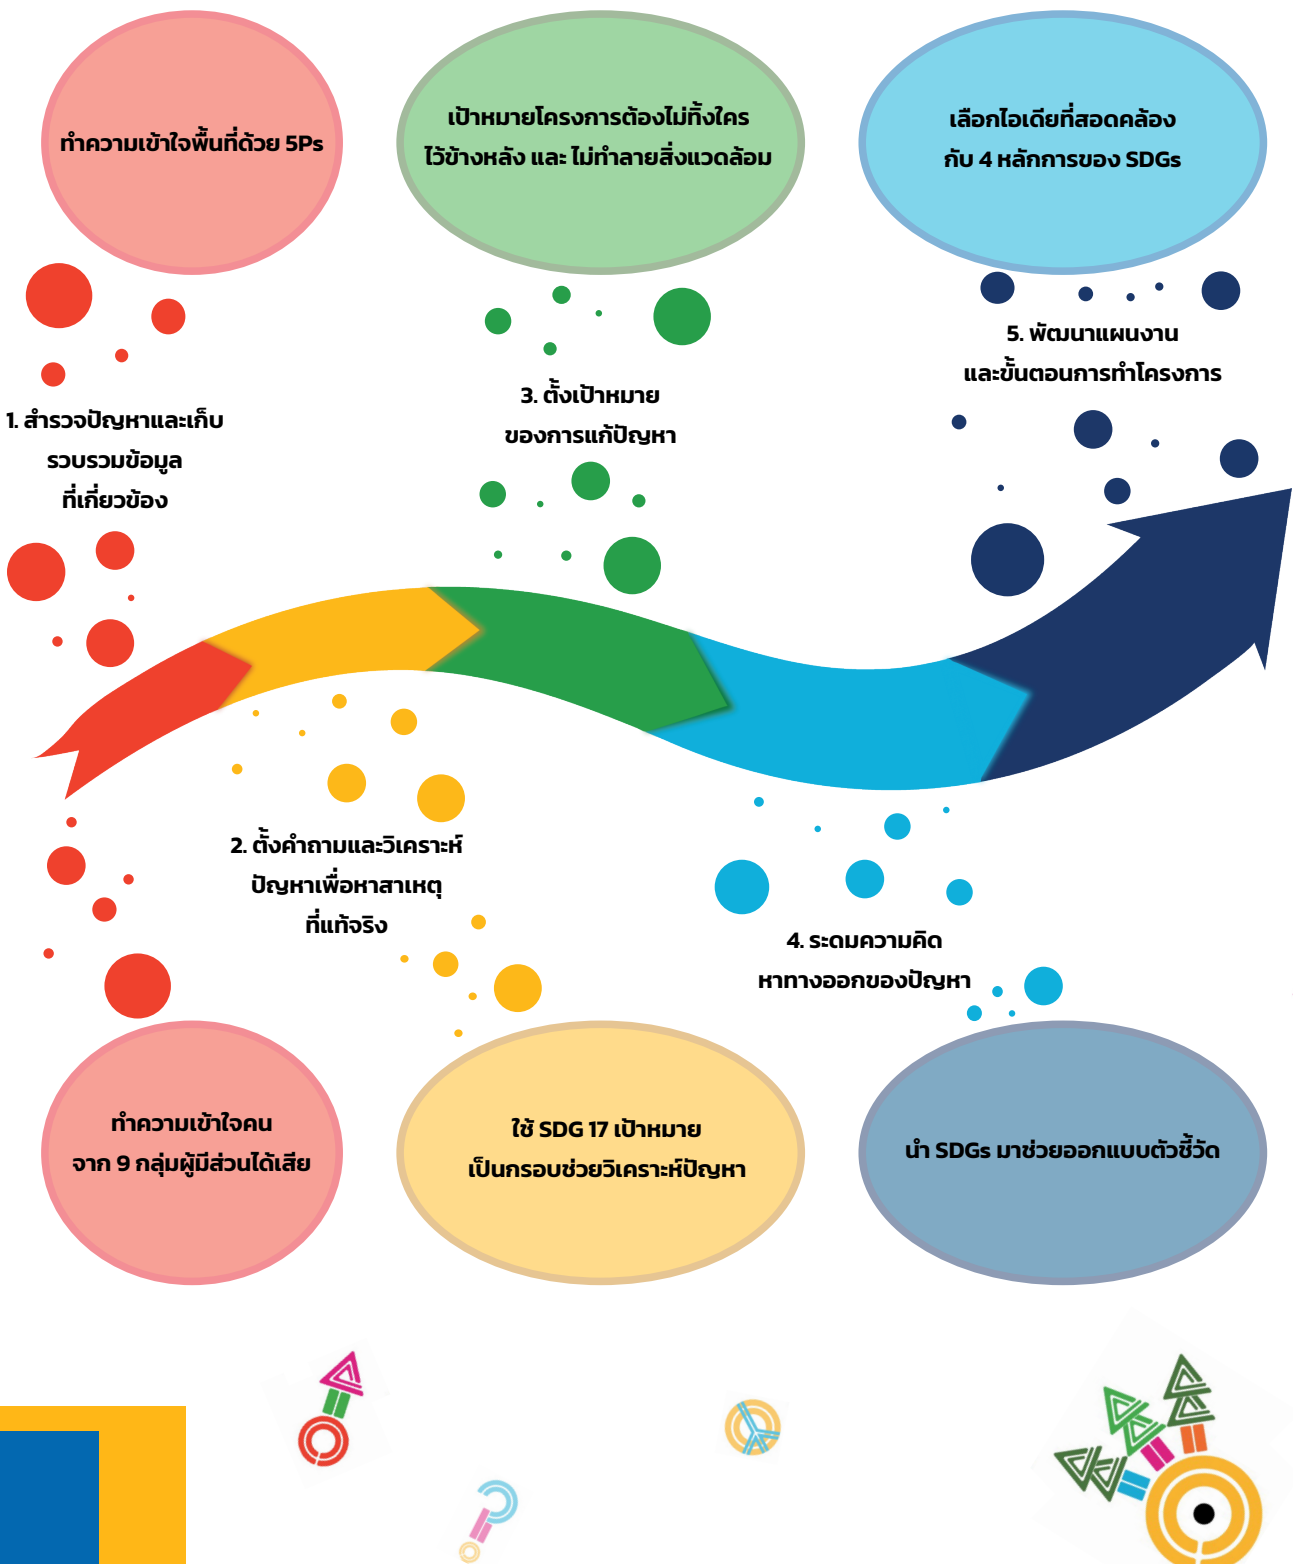 ทำความเข้าใจพื้นที่ด้วย 5Ps
เป้าหมายโครงการต้องไม่ทิ้งใคร
ไว้ข้างหลัง และ ไม่ทำลายสิ่งแวดล้อม
เลือกไอเดียที่สอดคล้อง
กับ 4 หลักการของ SDGs
1. สำรวจปัญหาและเก็บ
รวบรวมข้อมูล
ที่เกี่ยวข้อง
3. ตั้งเป้าหมาย
ของการแก้ปัญหา
5. พัฒนาแผนงาน
และขั้นตอนการทำโครงการ
2. ตั้งคำถามและวิเคราะห์
ปัญหาเพื่อหาสาเหตุ
ที่แท้จริง
4. ระดมความคิด
หาทางออกของปัญหา
ทำความเข้าใจคน
จาก 9 กลุ่มผู้มีส่วนได้เสีย
ใช้ SDG 17 เป้าหมาย
เป็นกรอบช่วยวิเคราะห์ปัญหา
นำ SDGs มาช่วยออกแบบตัวชี้วัด